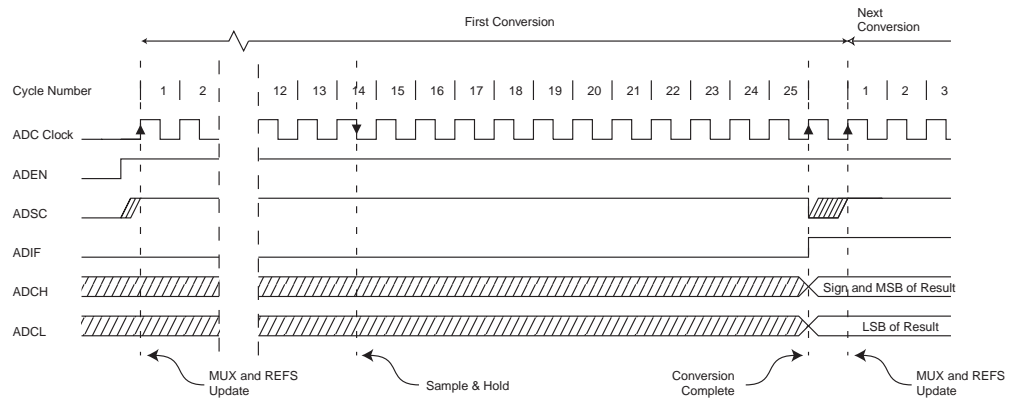 First Conversion
Next
Conversion
Cycle Number 1 2 12 13 14 15 16 17 18 19 20 21 22 23 24 25 1 2 3
ADC Clock
ADEN
ADSC
ADIF
ADCH Sign and MSB of Result
ADCL LSB of Result
MUX and REFS
Update
Sample & Hold
Conversion
Complete
MUX and REFS
Update